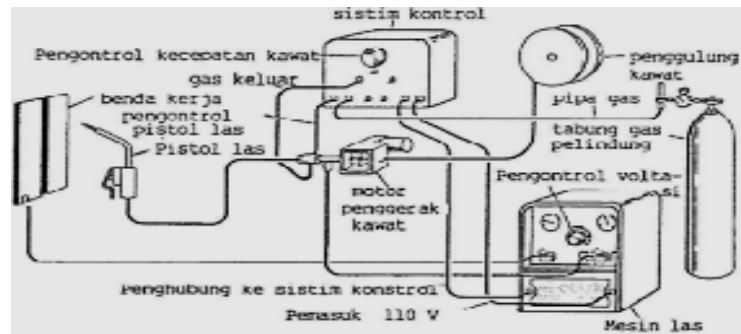 sistim kontrol
Pengontrol kecepatan kawat
gas keluar
penggulung
kawat
benda kerja
pengontrol
pistol las
Pistol las
pipa gas
tabung gas
pelindung
motor
penggerak
kawat
Pengontrol volta-
si
Penghubung ke sistim konstrol
Pemasuk 110 V
Mesin las